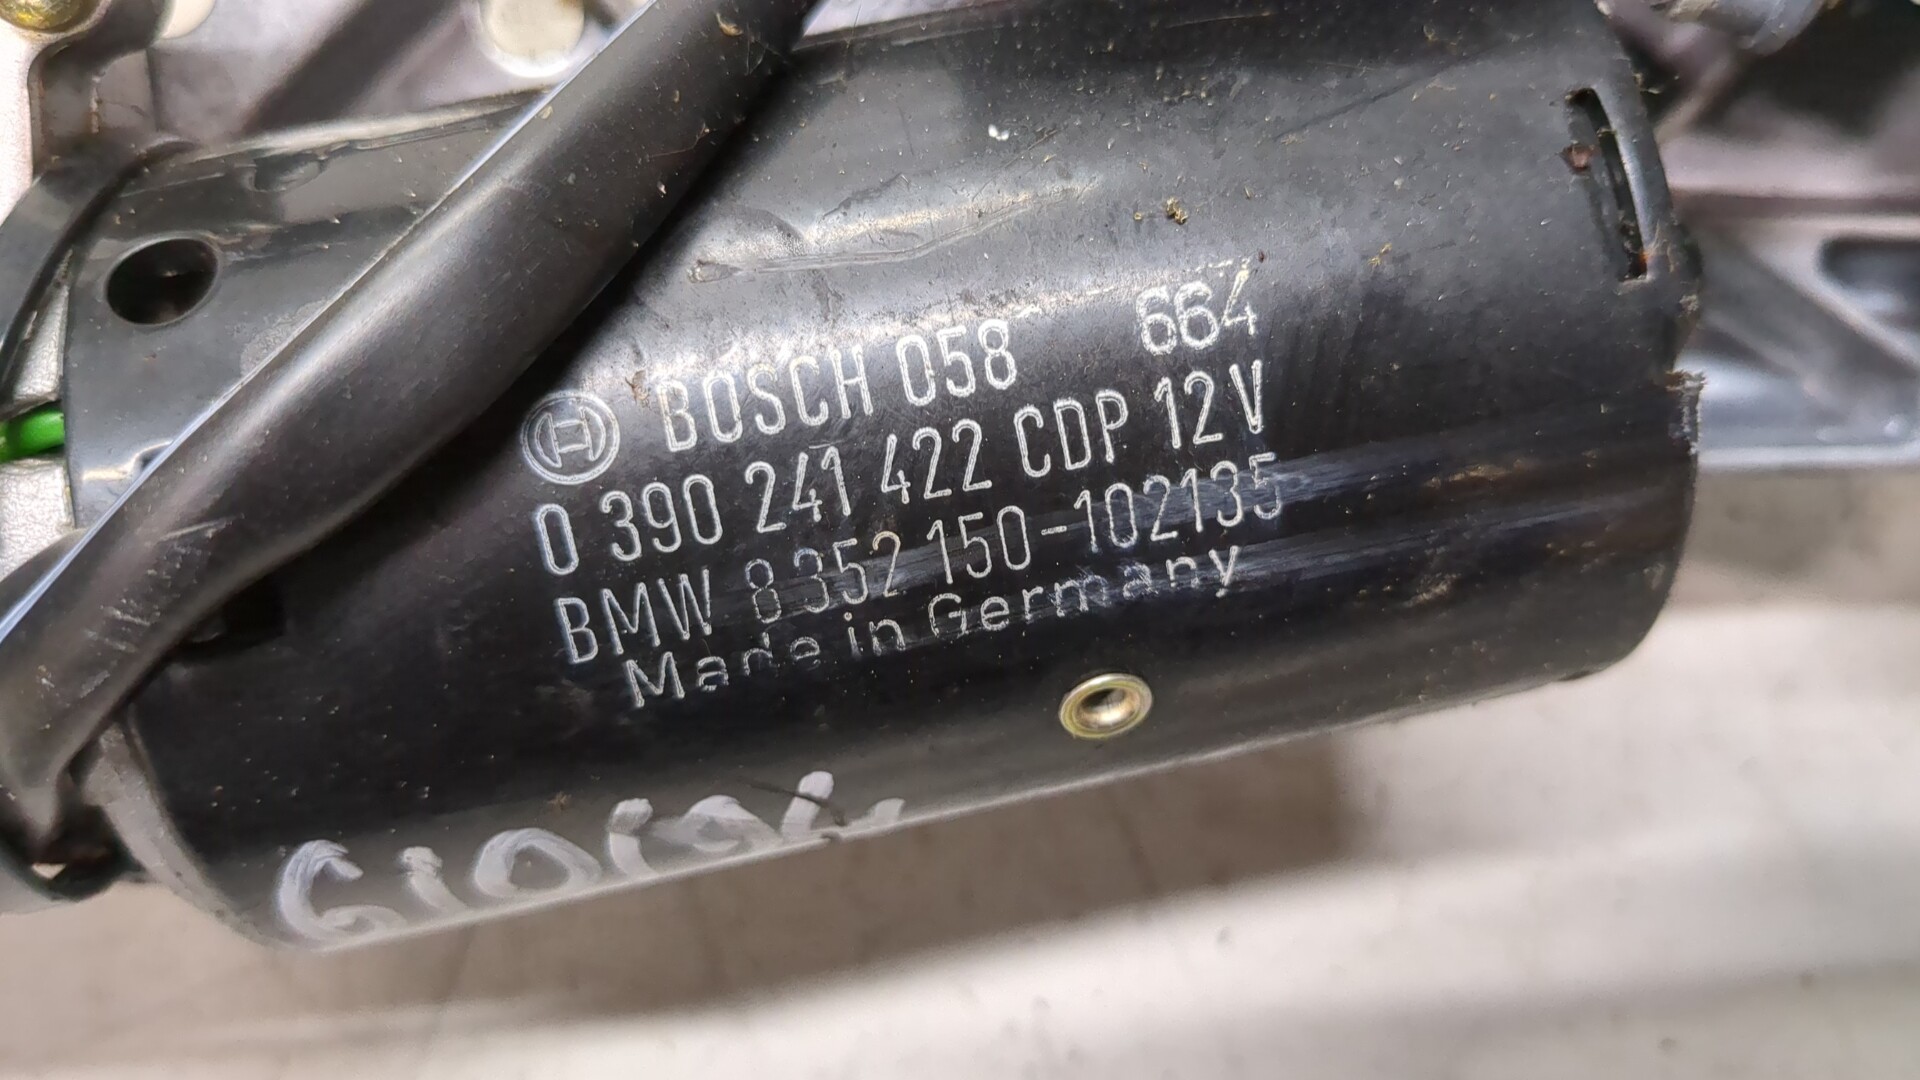 BOSCH 058 664
0 390 241 422 CDP 12V
BMW 8 352 150-102135
Made in Germany